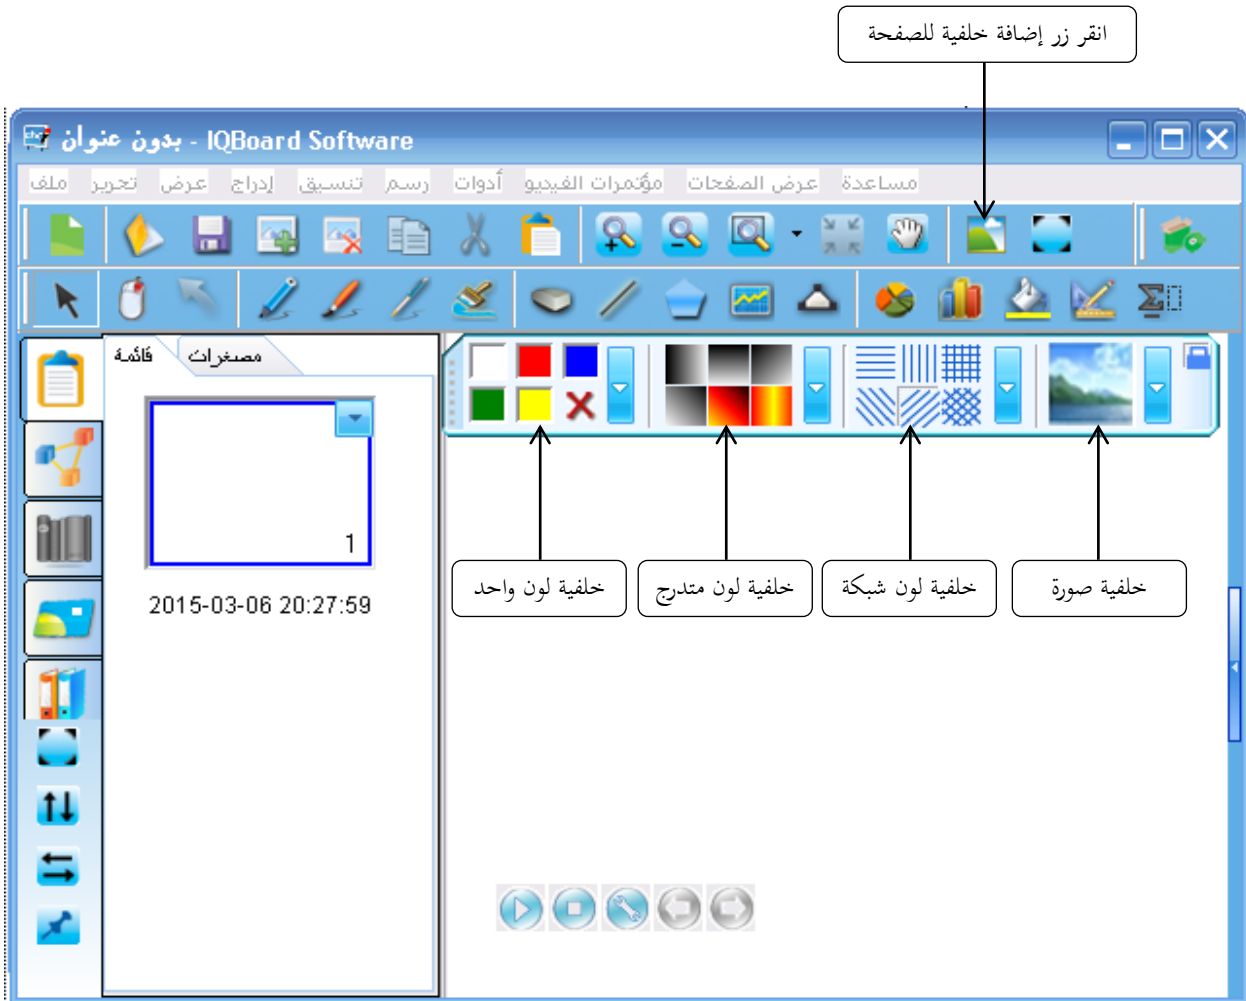 انقر زر إضافة خلفية للصفحة
IQBoard Software - بدون عنوان
ملف تحرير عرض إدراج تنسيق رسم أدوات مؤتمرات الفيديو عرض الصفحات مساعدة
قائمة مصغرات
1
2015-03-06 20:27:59
خلفية لون واحد
خلفية لون متدرج
خلفية لون شبكة
خلفية صورة